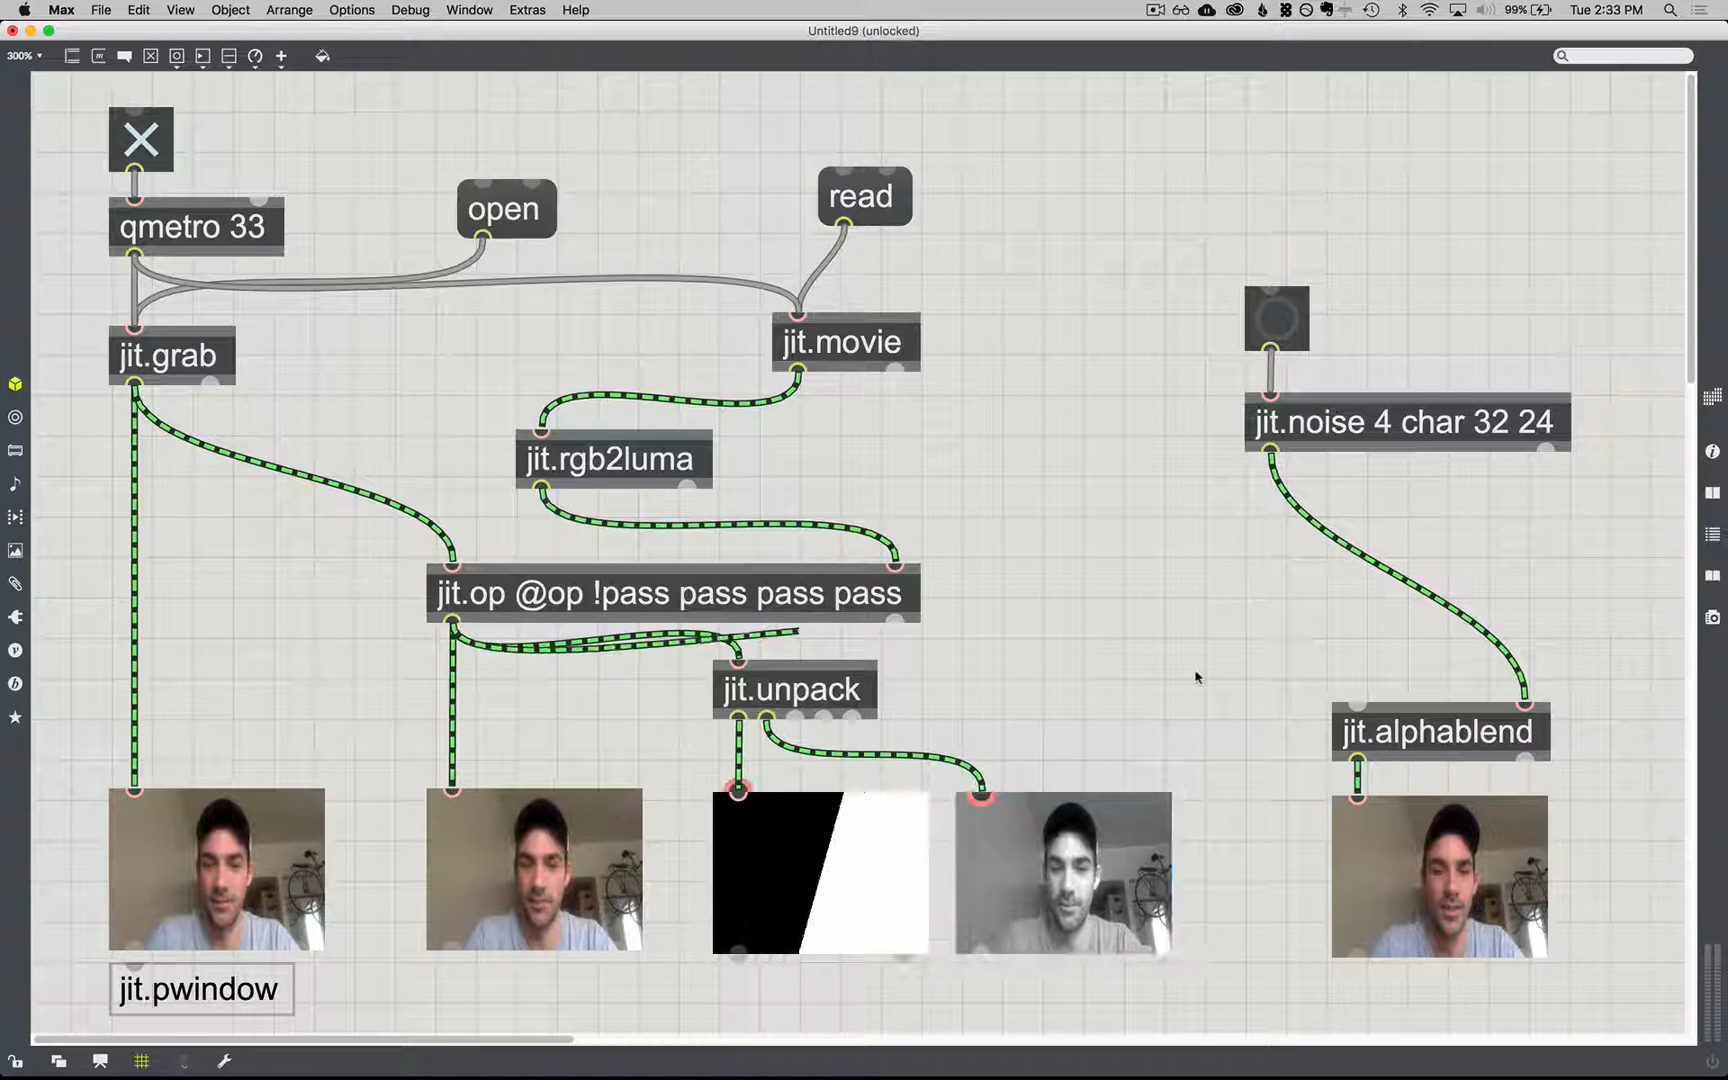 Max File Edit View Object Arrange Options Debug Window Extras Help
99% Tue 2:33 PM
Untitled9 (unlocked)
300%
qmetro 33
open
read
jit.grab
jit.movie
jit.noise 4 char 32 24
jit.rgb2luma
jit.op @op !pass pass pass pass
jit.unpack
jit.alphablend
jit.pwindow